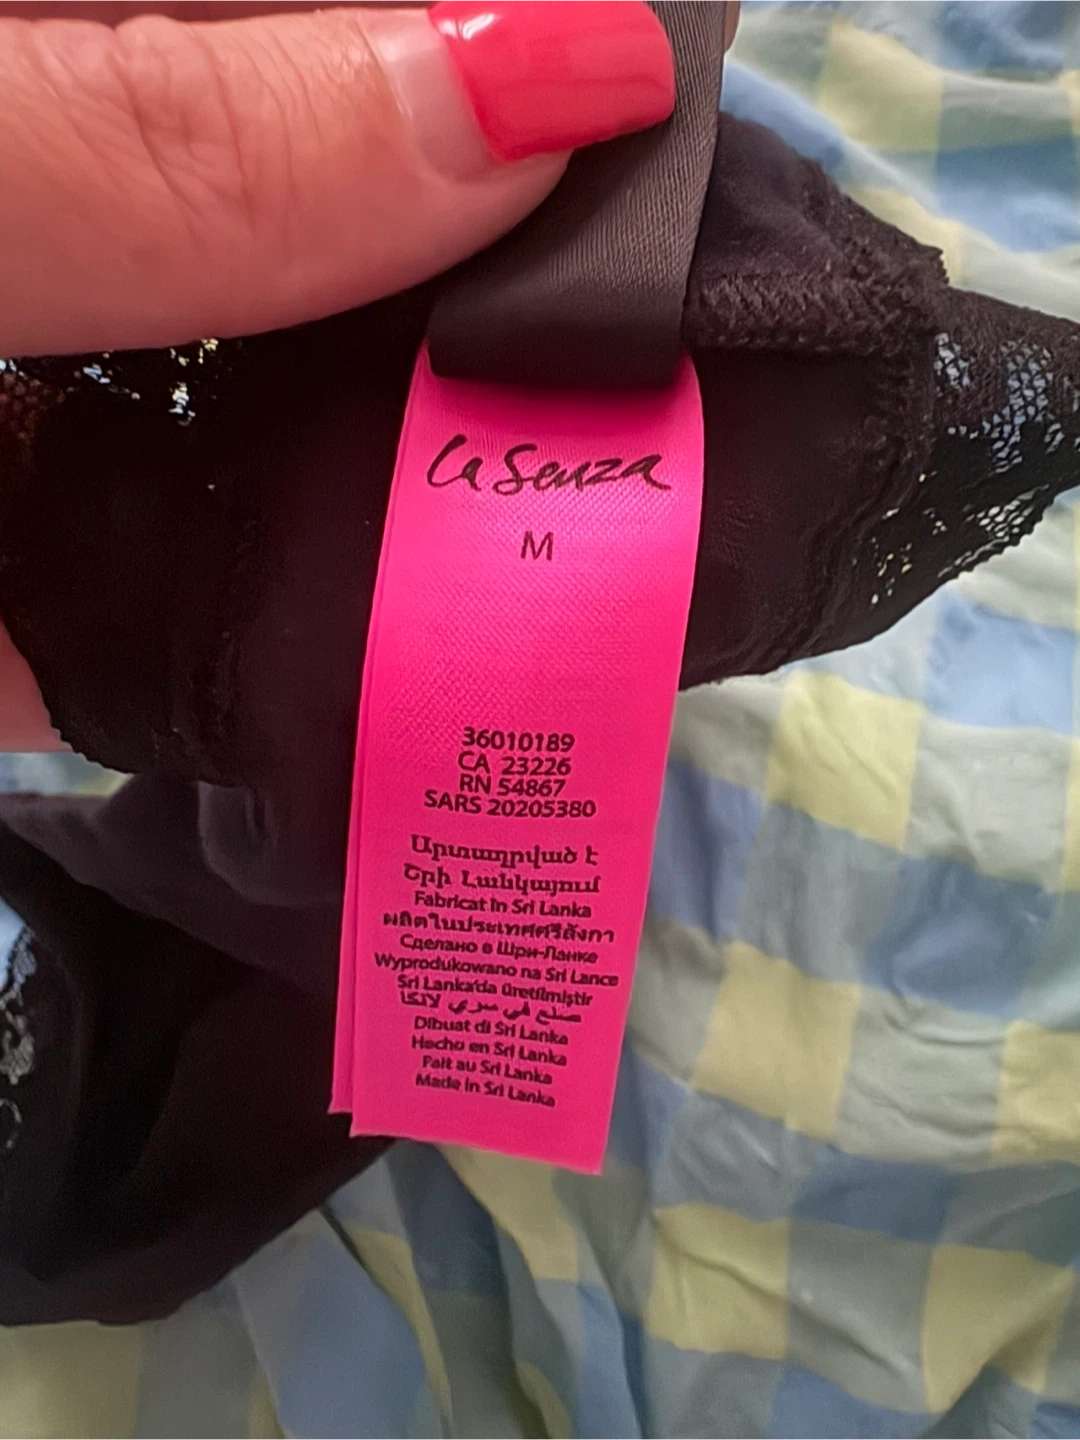 La Senza
M
36010189
CA 23226
RN 54867
SARS 20205380
Արտադրված է
Շրի Լանկայում
Fabricat în Sri Lanka
ผลิตในประเทศศรีลังกา
Сделано в Шри-Ланке
Wyprodukowano na Sri Lance
Sri Lanka'da üretilmiştir
صنع في سري لانكا
Dibuat di Sri Lanka
Hecho en Sri Lanka
Fait au Sri Lanka
Made in Sri Lanka